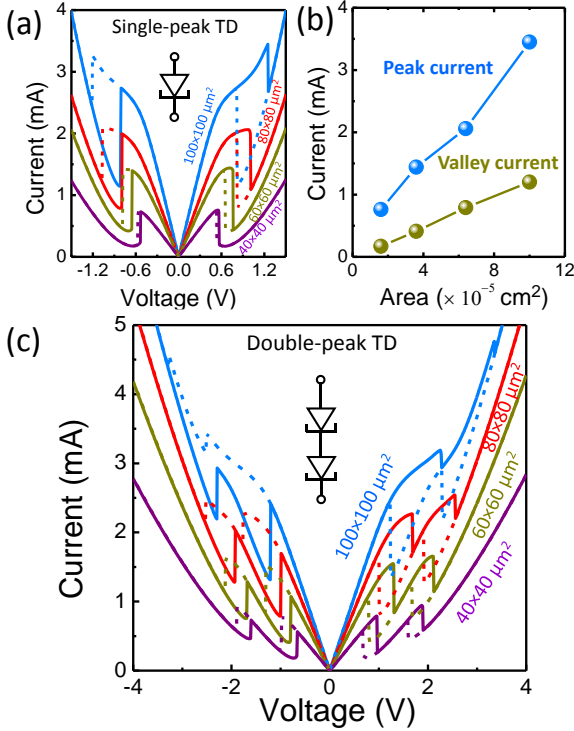 (a)
Single-peak TD
Current (mA)
4
3
2
1
0
-1.2 -0.6 0.0 0.6 1.2
Voltage (V)
100×100 μm²
80×80 μm²
60×60 μm²
40×40 μm²
(b)
Current (mA)
4
3
2
1
0
Peak current
Valley current
0 4 8 12
Area (× 10⁻⁵ cm²)
(c)
Double-peak TD
Current (mA)
5
4
3
2
1
0
-4 -2 0 2 4
Voltage (V)
100×100 μm²
80×80 μm²
60×60 μm²
40×40 μm²